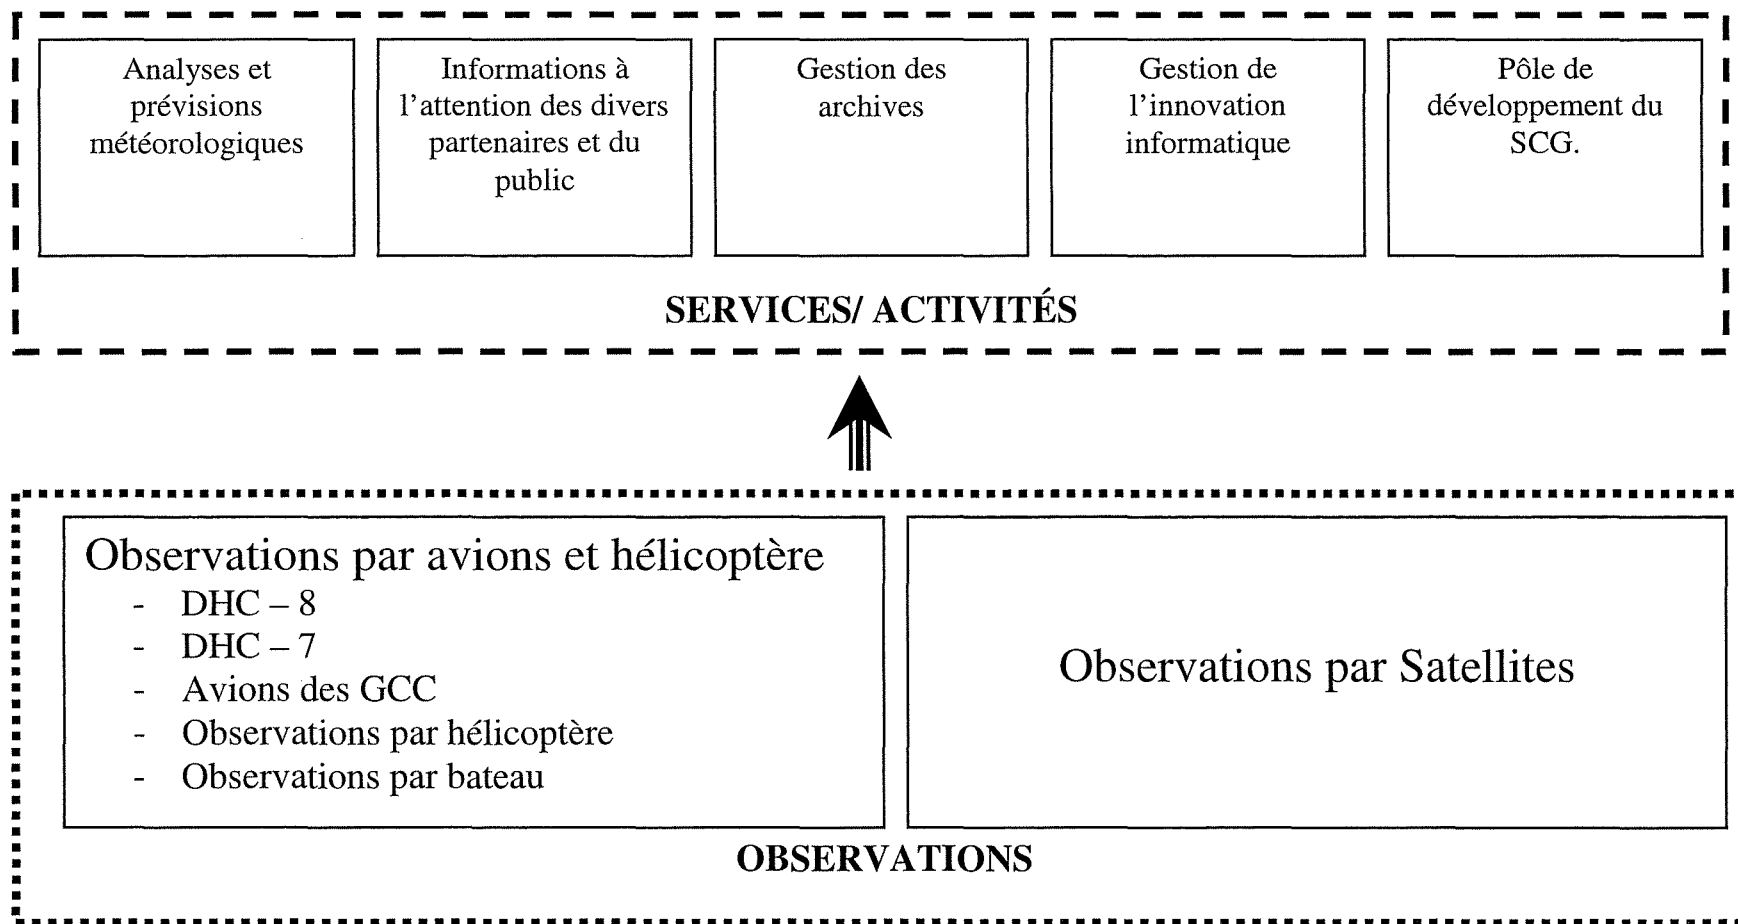 Analyses et
prévisions
météorologiques
Informations à
l'attention des divers
partenaires et du
public
Gestion des
archives
Gestion de
l'innovation
informatique
Pôle de
développement du
SCG.
SERVICES/ ACTIVITÉS
Observations par avions et hélicoptère
- DHC – 8
- DHC – 7
- Avions des GCC
- Observations par hélicoptère
- Observations par bateau
Observations par Satellites
OBSERVATIONS